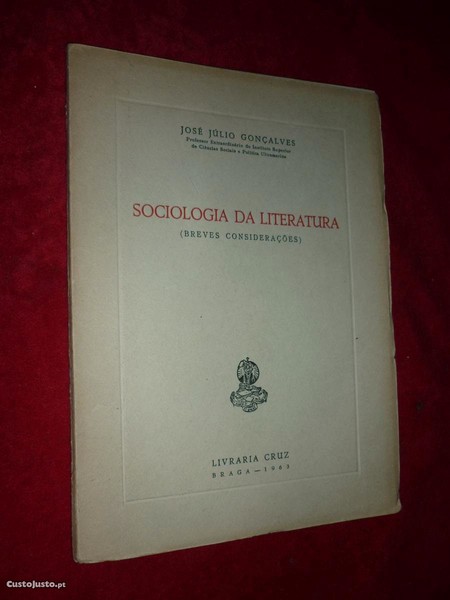 JOSÉ JÚLIO GONÇALVES
Professor Extraordinário do Instituto Superior
de Ciências Sociais e Política Ultramarina
SOCIOLOGIA DA LITERATURA
(BREVES CONSIDERAÇÕES)
LIVRARIA CRUZ
BRAGA — 1963
CustoJusto.pt